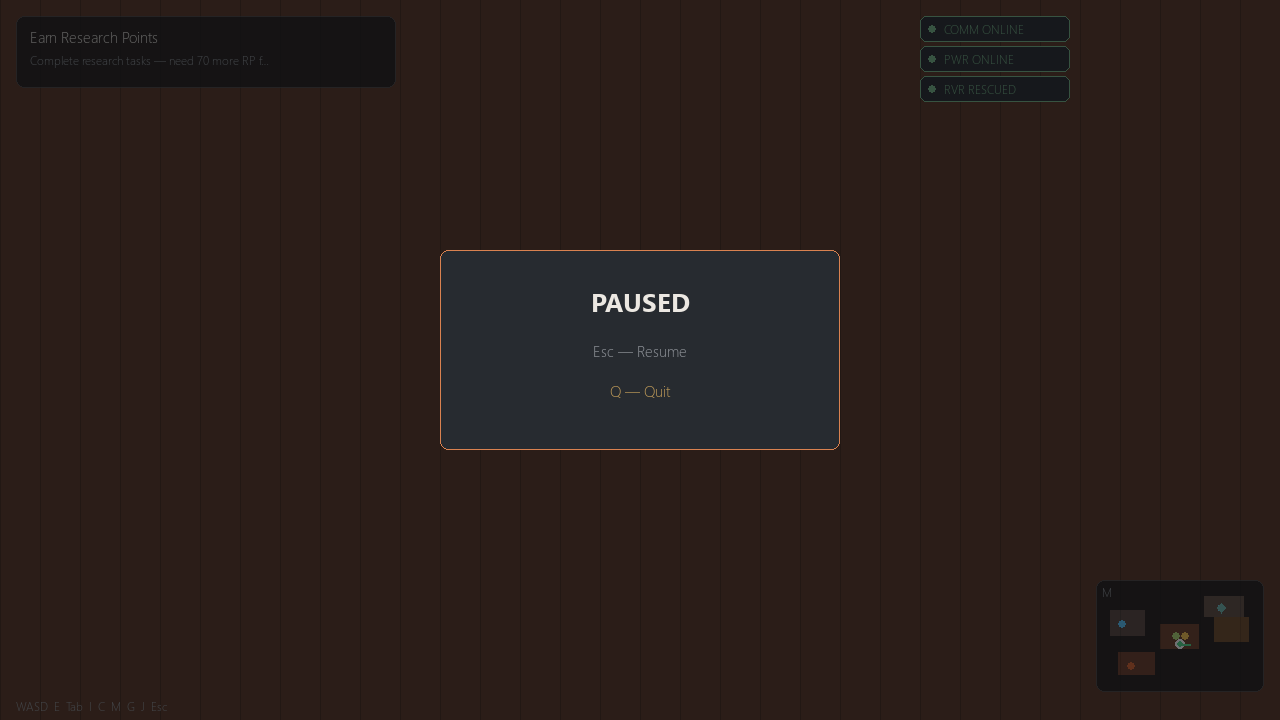 Earn Research Points
Complete research tasks — need 70 more RP f...
COMM ONLINE
PWR ONLINE
RVR RESCUED
PAUSED
Esc — Resume
Q — Quit
M
WASD E Tab I C M G J Esc